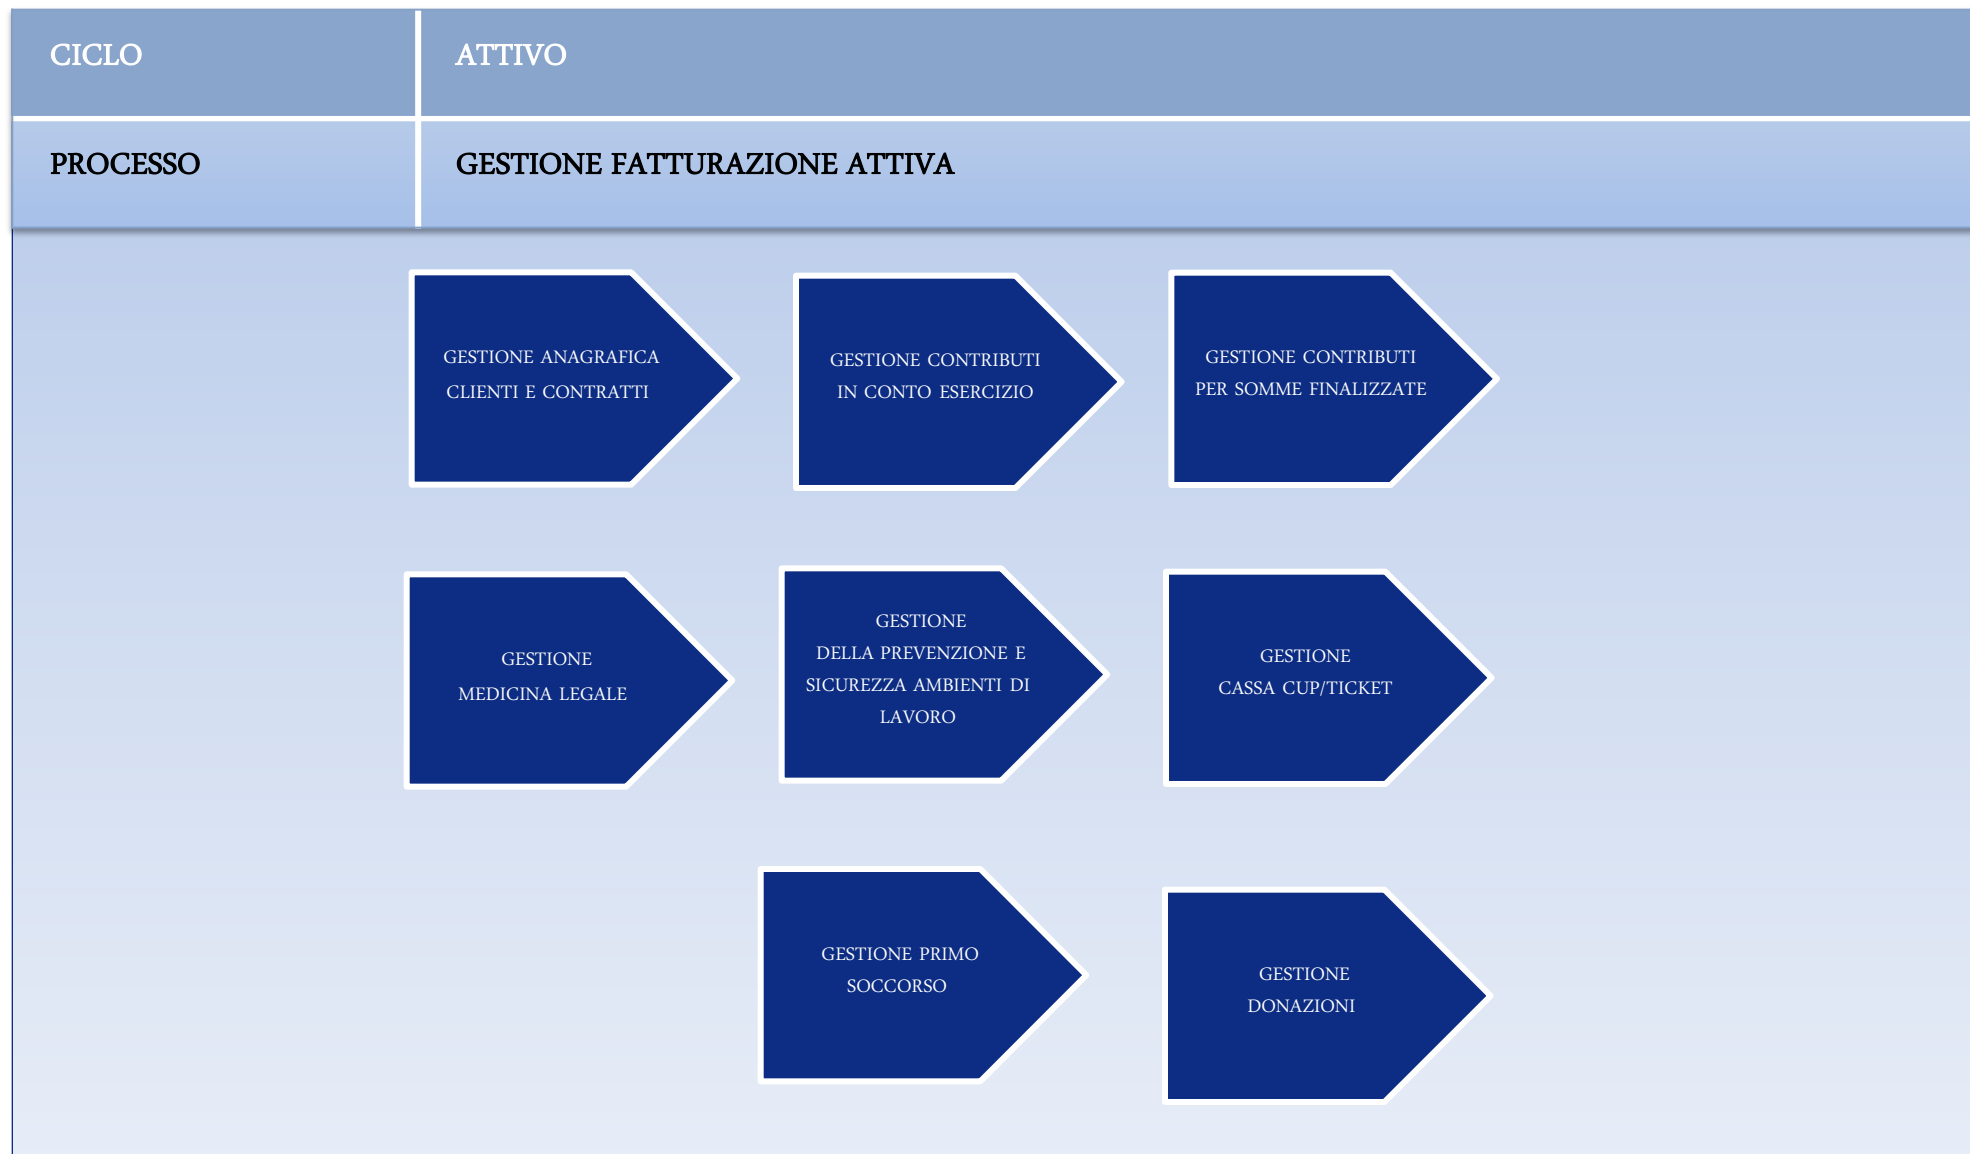 CICLO
ATTIVO
PROCESSO
GESTIONE FATTURAZIONE ATTIVA
GESTIONE ANAGRAFICA
CLIENTI E CONTRATTI
GESTIONE CONTRIBUTI
IN CONTO ESERCIZIO
GESTIONE CONTRIBUTI
PER SOMME FINALIZZATE
GESTIONE
MEDICINA LEGALE
GESTIONE
DELLA PREVENZIONE E
SICUREZZA AMBIENTI DI
LAVORO
GESTIONE
CASSA CUP/TICKET
GESTIONE PRIMO
SOCCORSO
GESTIONE
DONAZIONI